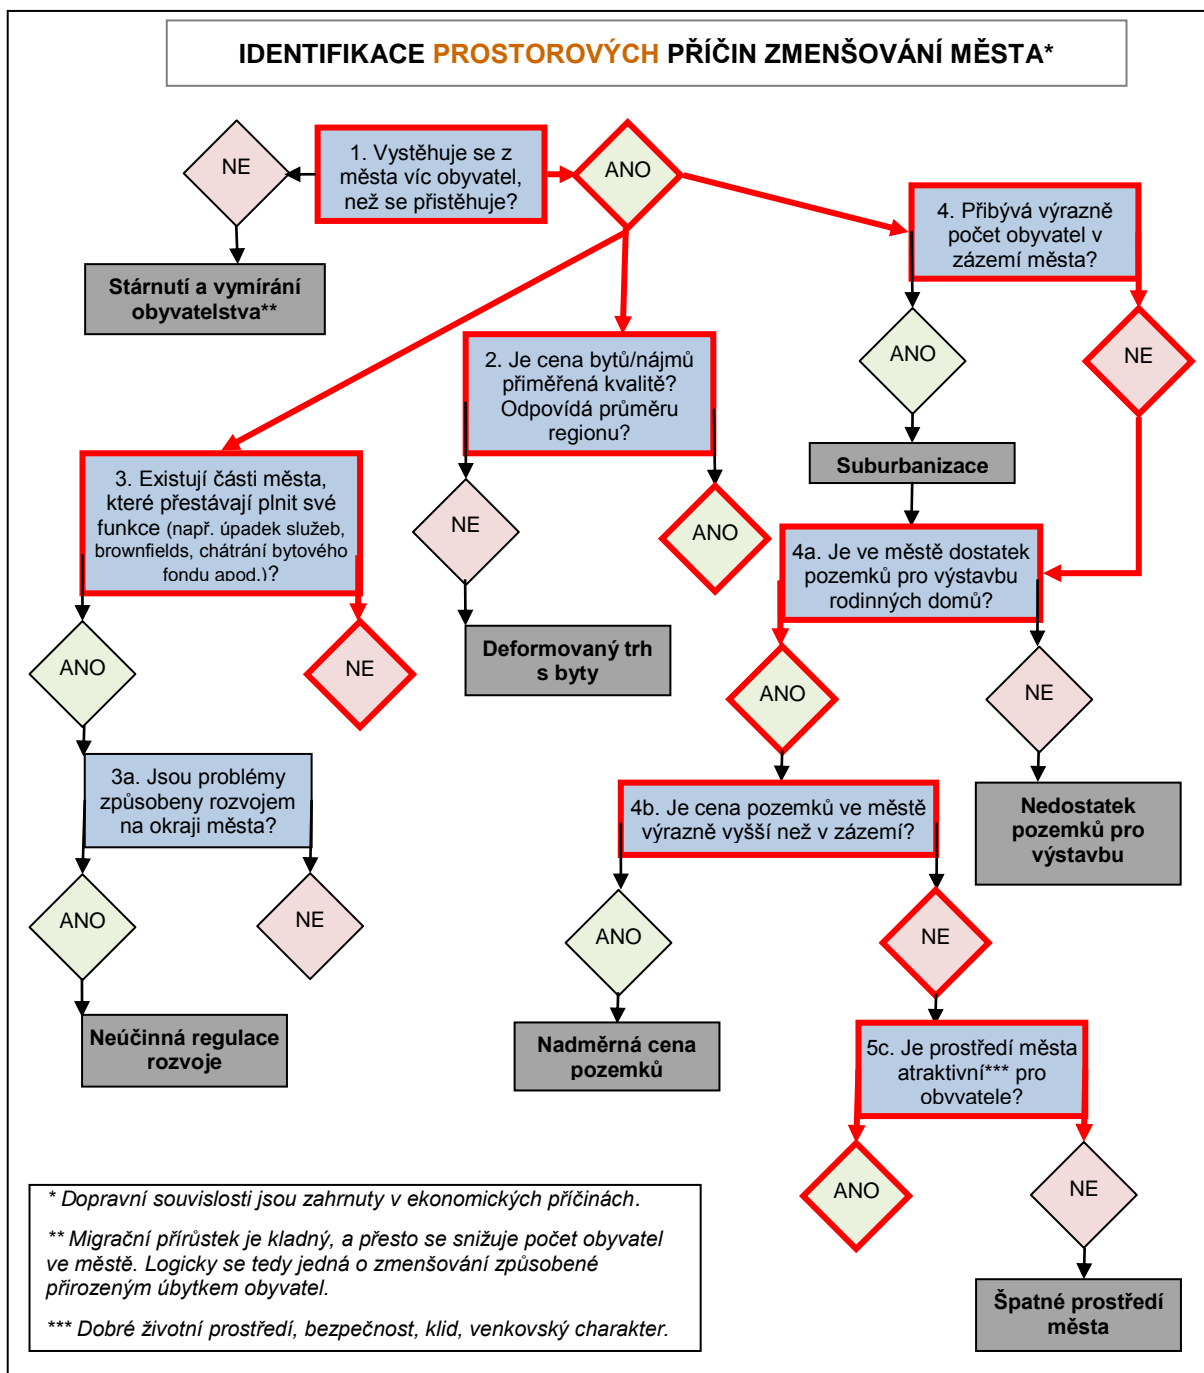 IDENTIFIKACE PROSTOROVÝCH PŘÍČIN ZMENŠOVÁNÍ MĚSTA*
NE
1. Vystěhuje se z
města víc obyvatel,
než se přistěhuje?
ANO
4. Přibývá výrazně
počet obyvatel v
zázemí města?
Stárnutí a vymírání
obyvatelstva**
ANO
NE
2. Je cena bytů/nájmů
přiměřená kvalitě?
Odpovídá průměru
regionu?
Suburbanizace
3. Existují části města,
které přestávají plnit své
funkce (např. úpadek služeb,
brownfields, chátrání bytového
fondu apod.)?
NE
ANO
4a. Je ve městě dostatek
pozemků pro výstavbu
rodinných domů?
ANO
NE
Deformovaný trh
s byty
ANO
NE
3a. Jsou problémy
způsobeny rozvojem
na okraji města?
4b. Je cena pozemků ve městě
výrazně vyšší než v zázemí?
Nedostatek
pozemků pro
výstavbu
ANO
NE
ANO
NE
Neúčinná regulace
rozvoje
Nadměrná cena
pozemků
5c. Je prostředí města
atraktivní*** pro
obyvatele?
ANO
NE
* Dopravní souvislosti jsou zahrnuty v ekonomických příčinách.
** Migrační přírůstek je kladný, a přesto se snižuje počet obyvatel
ve městě. Logicky se tedy jedná o zmenšování způsobené
přirozeným úbytkem obyvatel.
*** Dobré životní prostředí, bezpečnost, klid, venkovský charakter.
Špatné prostředí
města